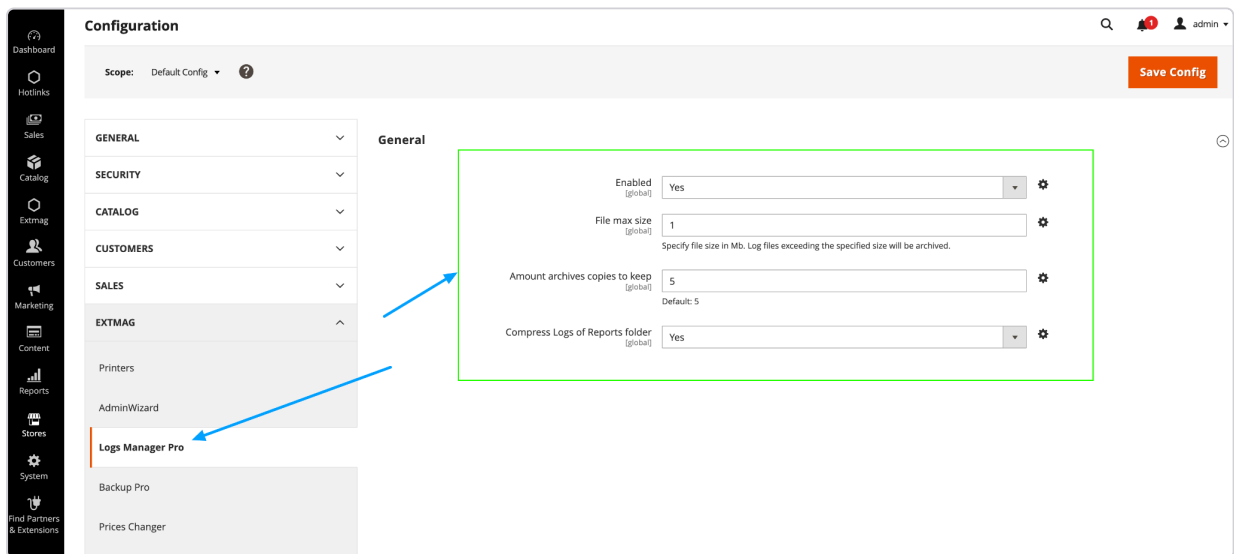 Configuration
1
admin
Dashboard
Hotlinks
Sales
Catalog
Extmag
Customers
Marketing
Content
Reports
Stores
System
Find Partners
& Extensions
Scope: Default Config ?
Save Config
GENERAL
SECURITY
CATALOG
CUSTOMERS
SALES
EXTMAG
Printers
AdminWizard
Logs Manager Pro
Backup Pro
Prices Changer
General
Enabled
[global]
Yes
File max size
[global]
1
Specify file size in Mb. Log files exceeding the specified size will be archived.
Amount archives copies to keep
[global]
5
Default: 5
Compress Logs of Reports folder
[global]
Yes